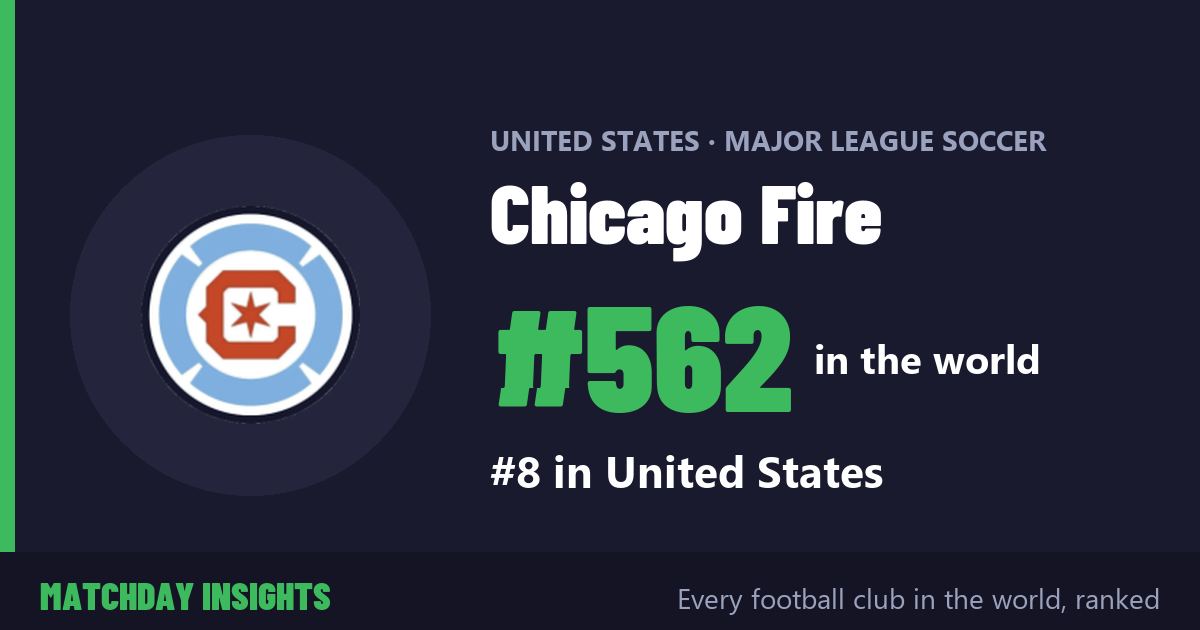 UNITED STATES · MAJOR LEAGUE SOCCER
Chicago Fire
#562 in the world
#8 in United States
C
MATCHDAY INSIGHTS
Every football club in the world, ranked